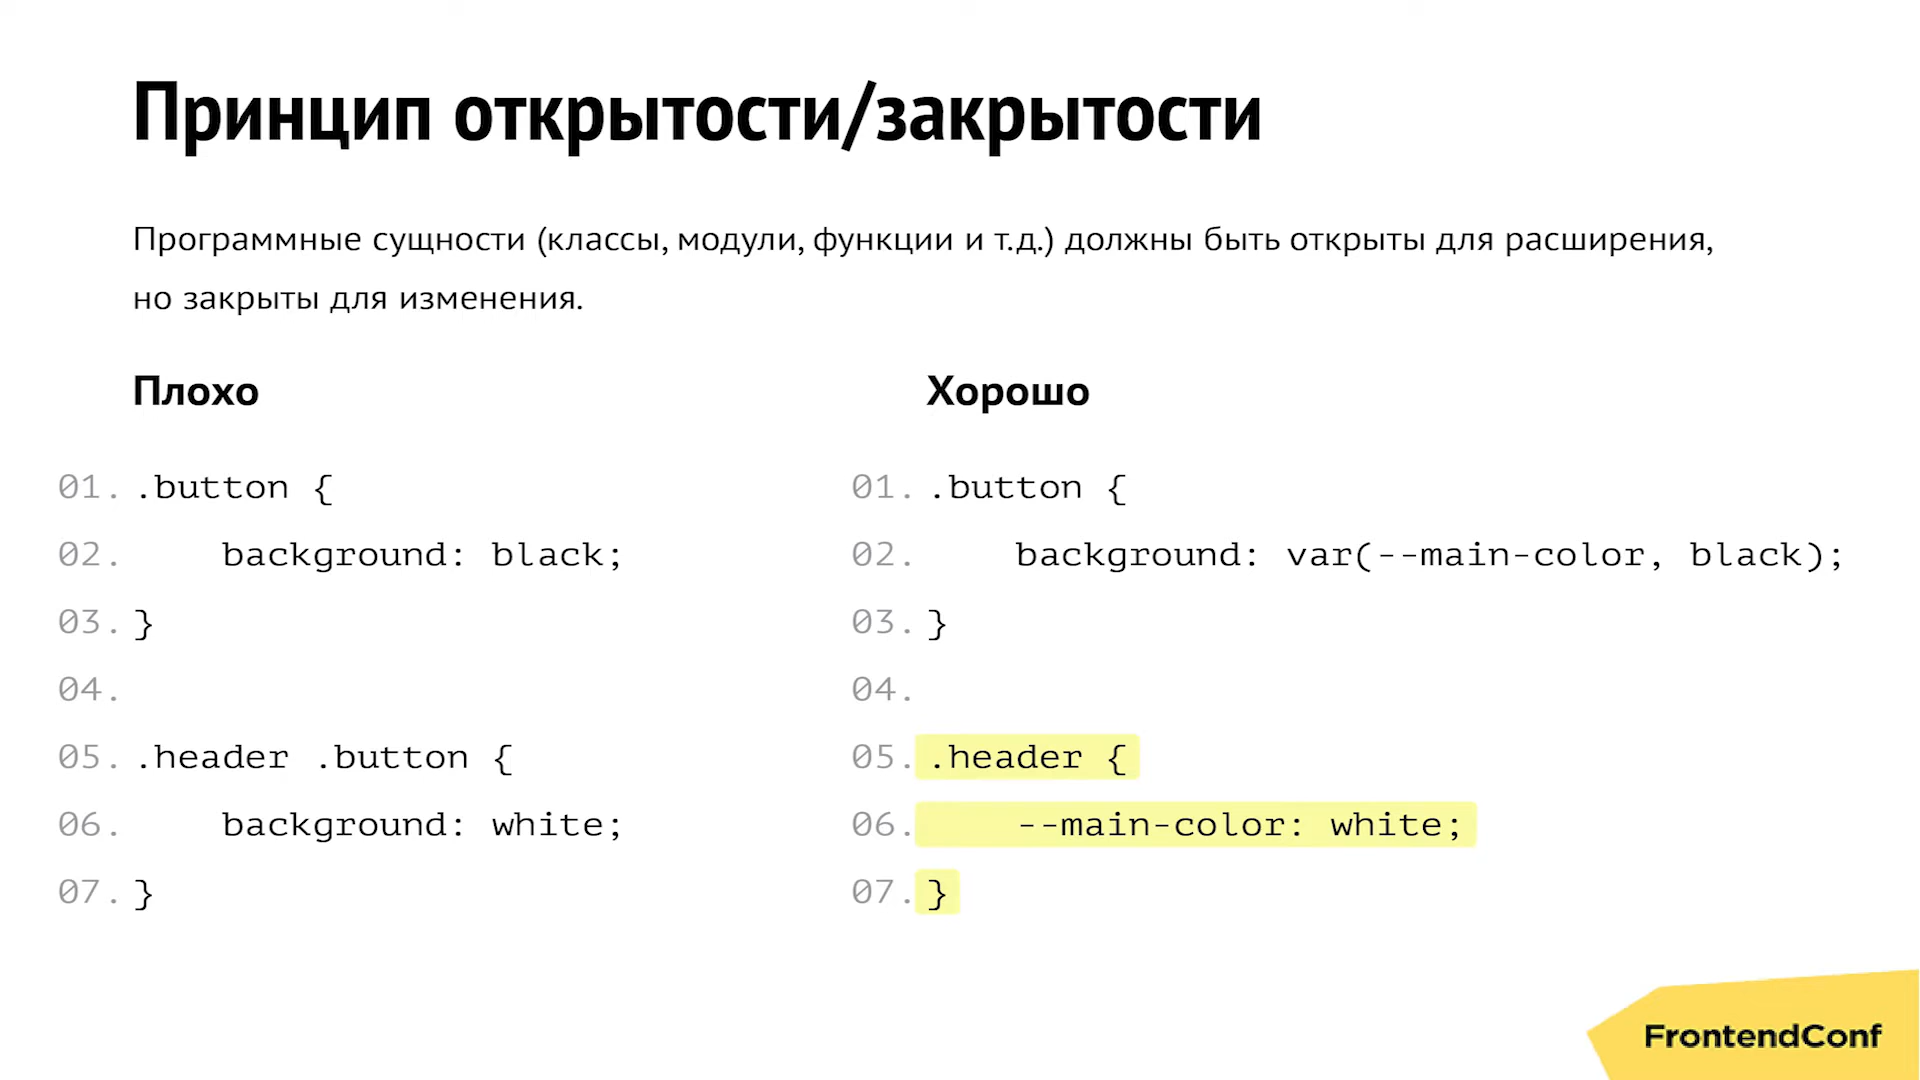 Принцип открытости/закрытости
Программные сущности (классы, модули, функции и т.д.) должны быть открыты для расширения,
но закрыты для изменения.
Плохо
01. .button {
02.     background: black;
03. }
04.
05. .header .button {
06.     background: white;
07. }
Хорошо
01. .button {
02.     background: var(--main-color, black);
03. }
04.
05. .header {
06.     --main-color: white;
07. }
FrontendConf